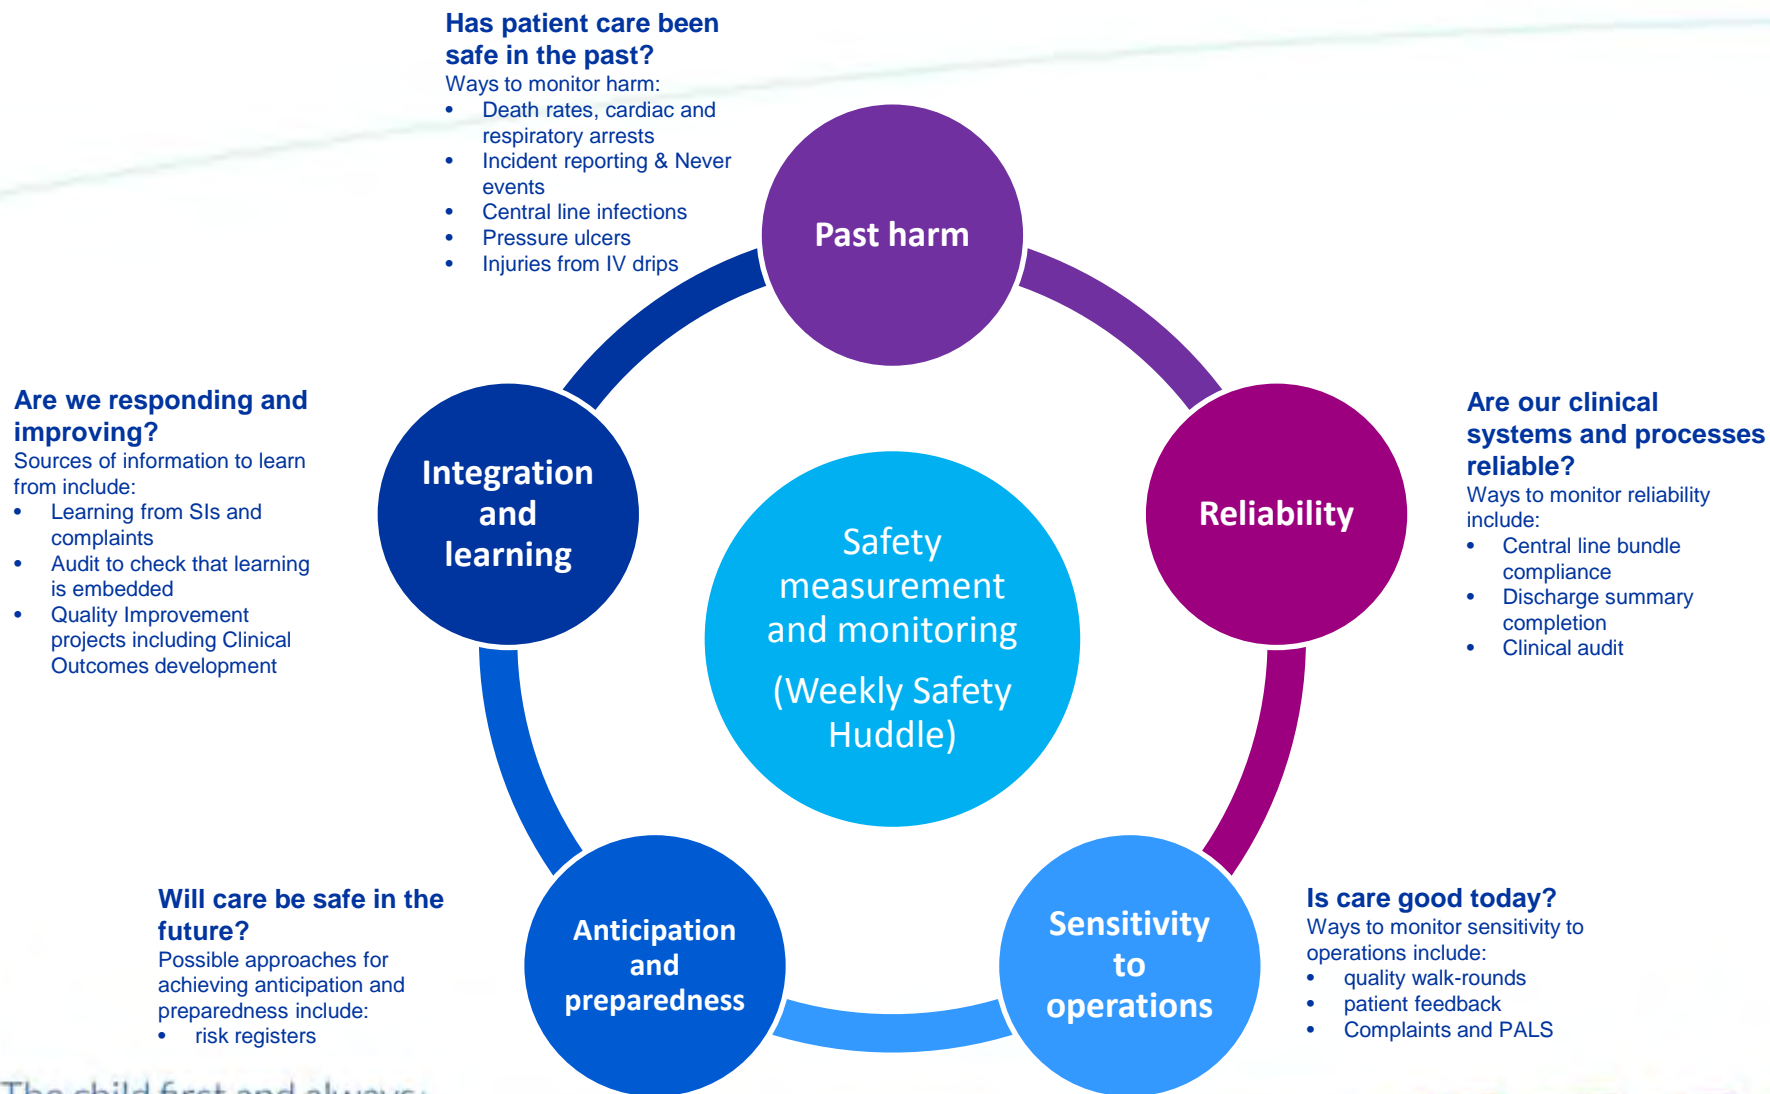 Has patient care been
safe in the past?
Ways to monitor harm:
• Death rates, cardiac and
respiratory arrests
• Incident reporting & Never
events
• Central line infections
• Pressure ulcers
• Injuries from IV drips
Past harm
Are our clinical
systems and processes
reliable?
Ways to monitor reliability
include:
• Central line bundle
compliance
• Discharge summary
completion
• Clinical audit
Reliability
Is care good today?
Ways to monitor sensitivity to
operations include:
• quality walk-rounds
• patient feedback
• Complaints and PALS
Sensitivity
to
operations
Will care be safe in the
future?
Possible approaches for
achieving anticipation and
preparedness include:
• risk registers
Anticipation
and
preparedness
Are we responding and
improving?
Sources of information to learn
from include:
• Learning from SIs and
complaints
• Audit to check that learning
is embedded
• Quality Improvement
projects including Clinical
Outcomes development
Integration
and
learning
Safety
measurement
and monitoring
(Weekly Safety
Huddle)
The child first and always